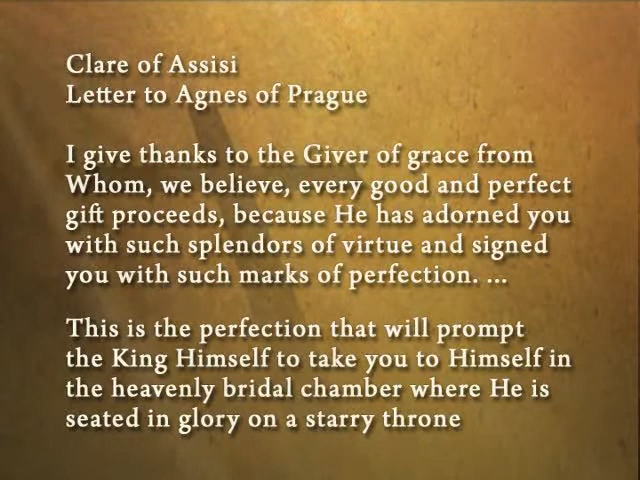 Clare of Assisi
Letter to Agnes of Prague
I give thanks to the Giver of grace from
Whom, we believe, every good and perfect
gift proceeds, because He has adorned you
with such splendors of virtue and signed
you with such marks of perfection. ...
This is the perfection that will prompt
the King Himself to take you to Himself in
the heavenly bridal chamber where He is
seated in glory on a starry throne